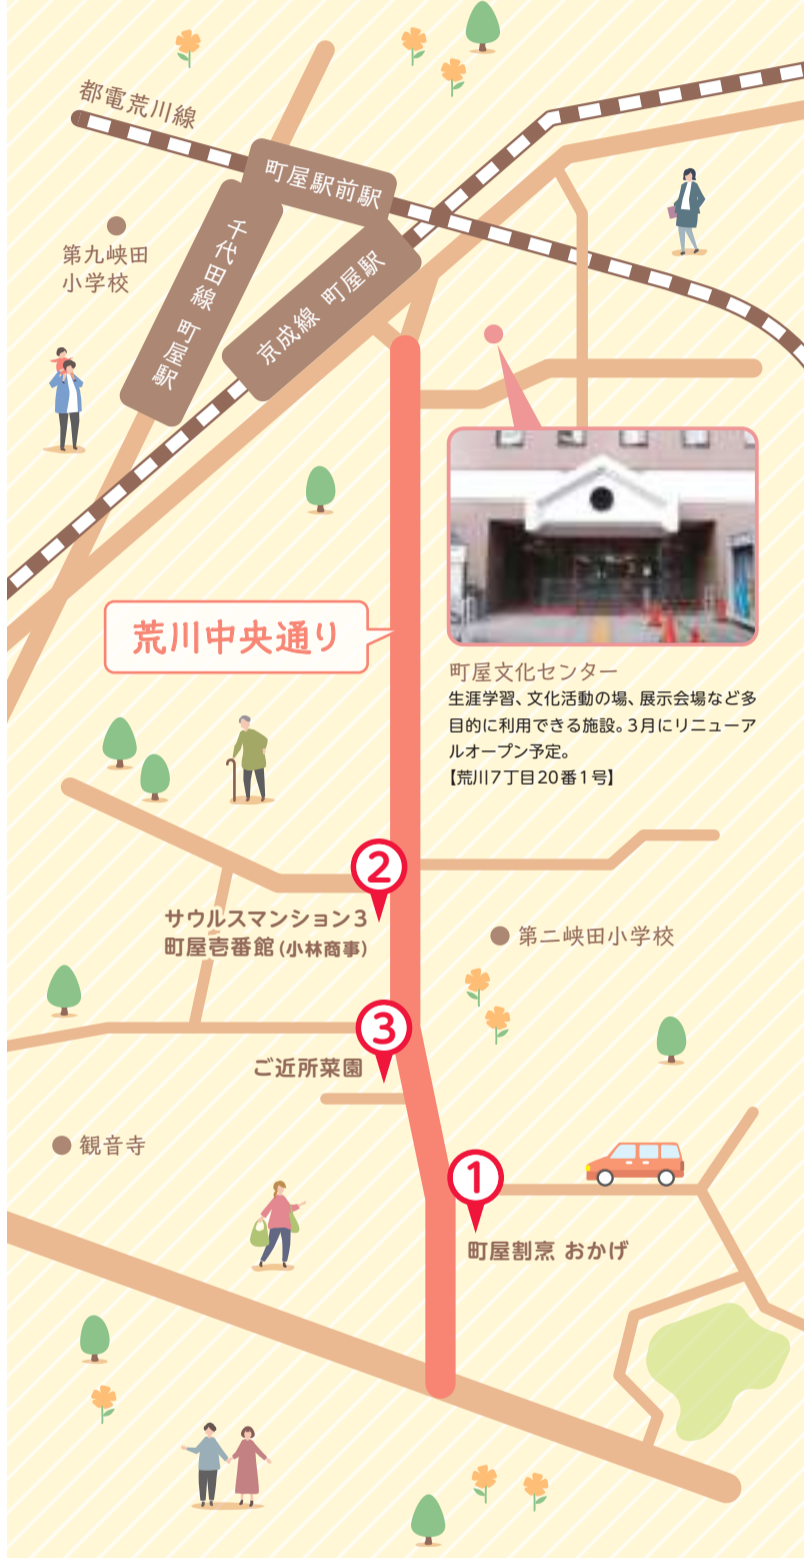 都電荒川線
町屋駅前駅
千代田線 町屋駅
京成線 町屋駅
第九峡田
小学校
荒川中央通り
町屋文化センター
生涯学習、文化活動の場、展示会場など多
目的に利用できる施設。3月にリニューア
ルオープン予定。
【荒川7丁目20番1号】
2
サウルスマンション3
町屋壱番館(小林商事)
第二峡田小学校
3
ご近所菜園
観音寺
1
町屋割烹 おかげ